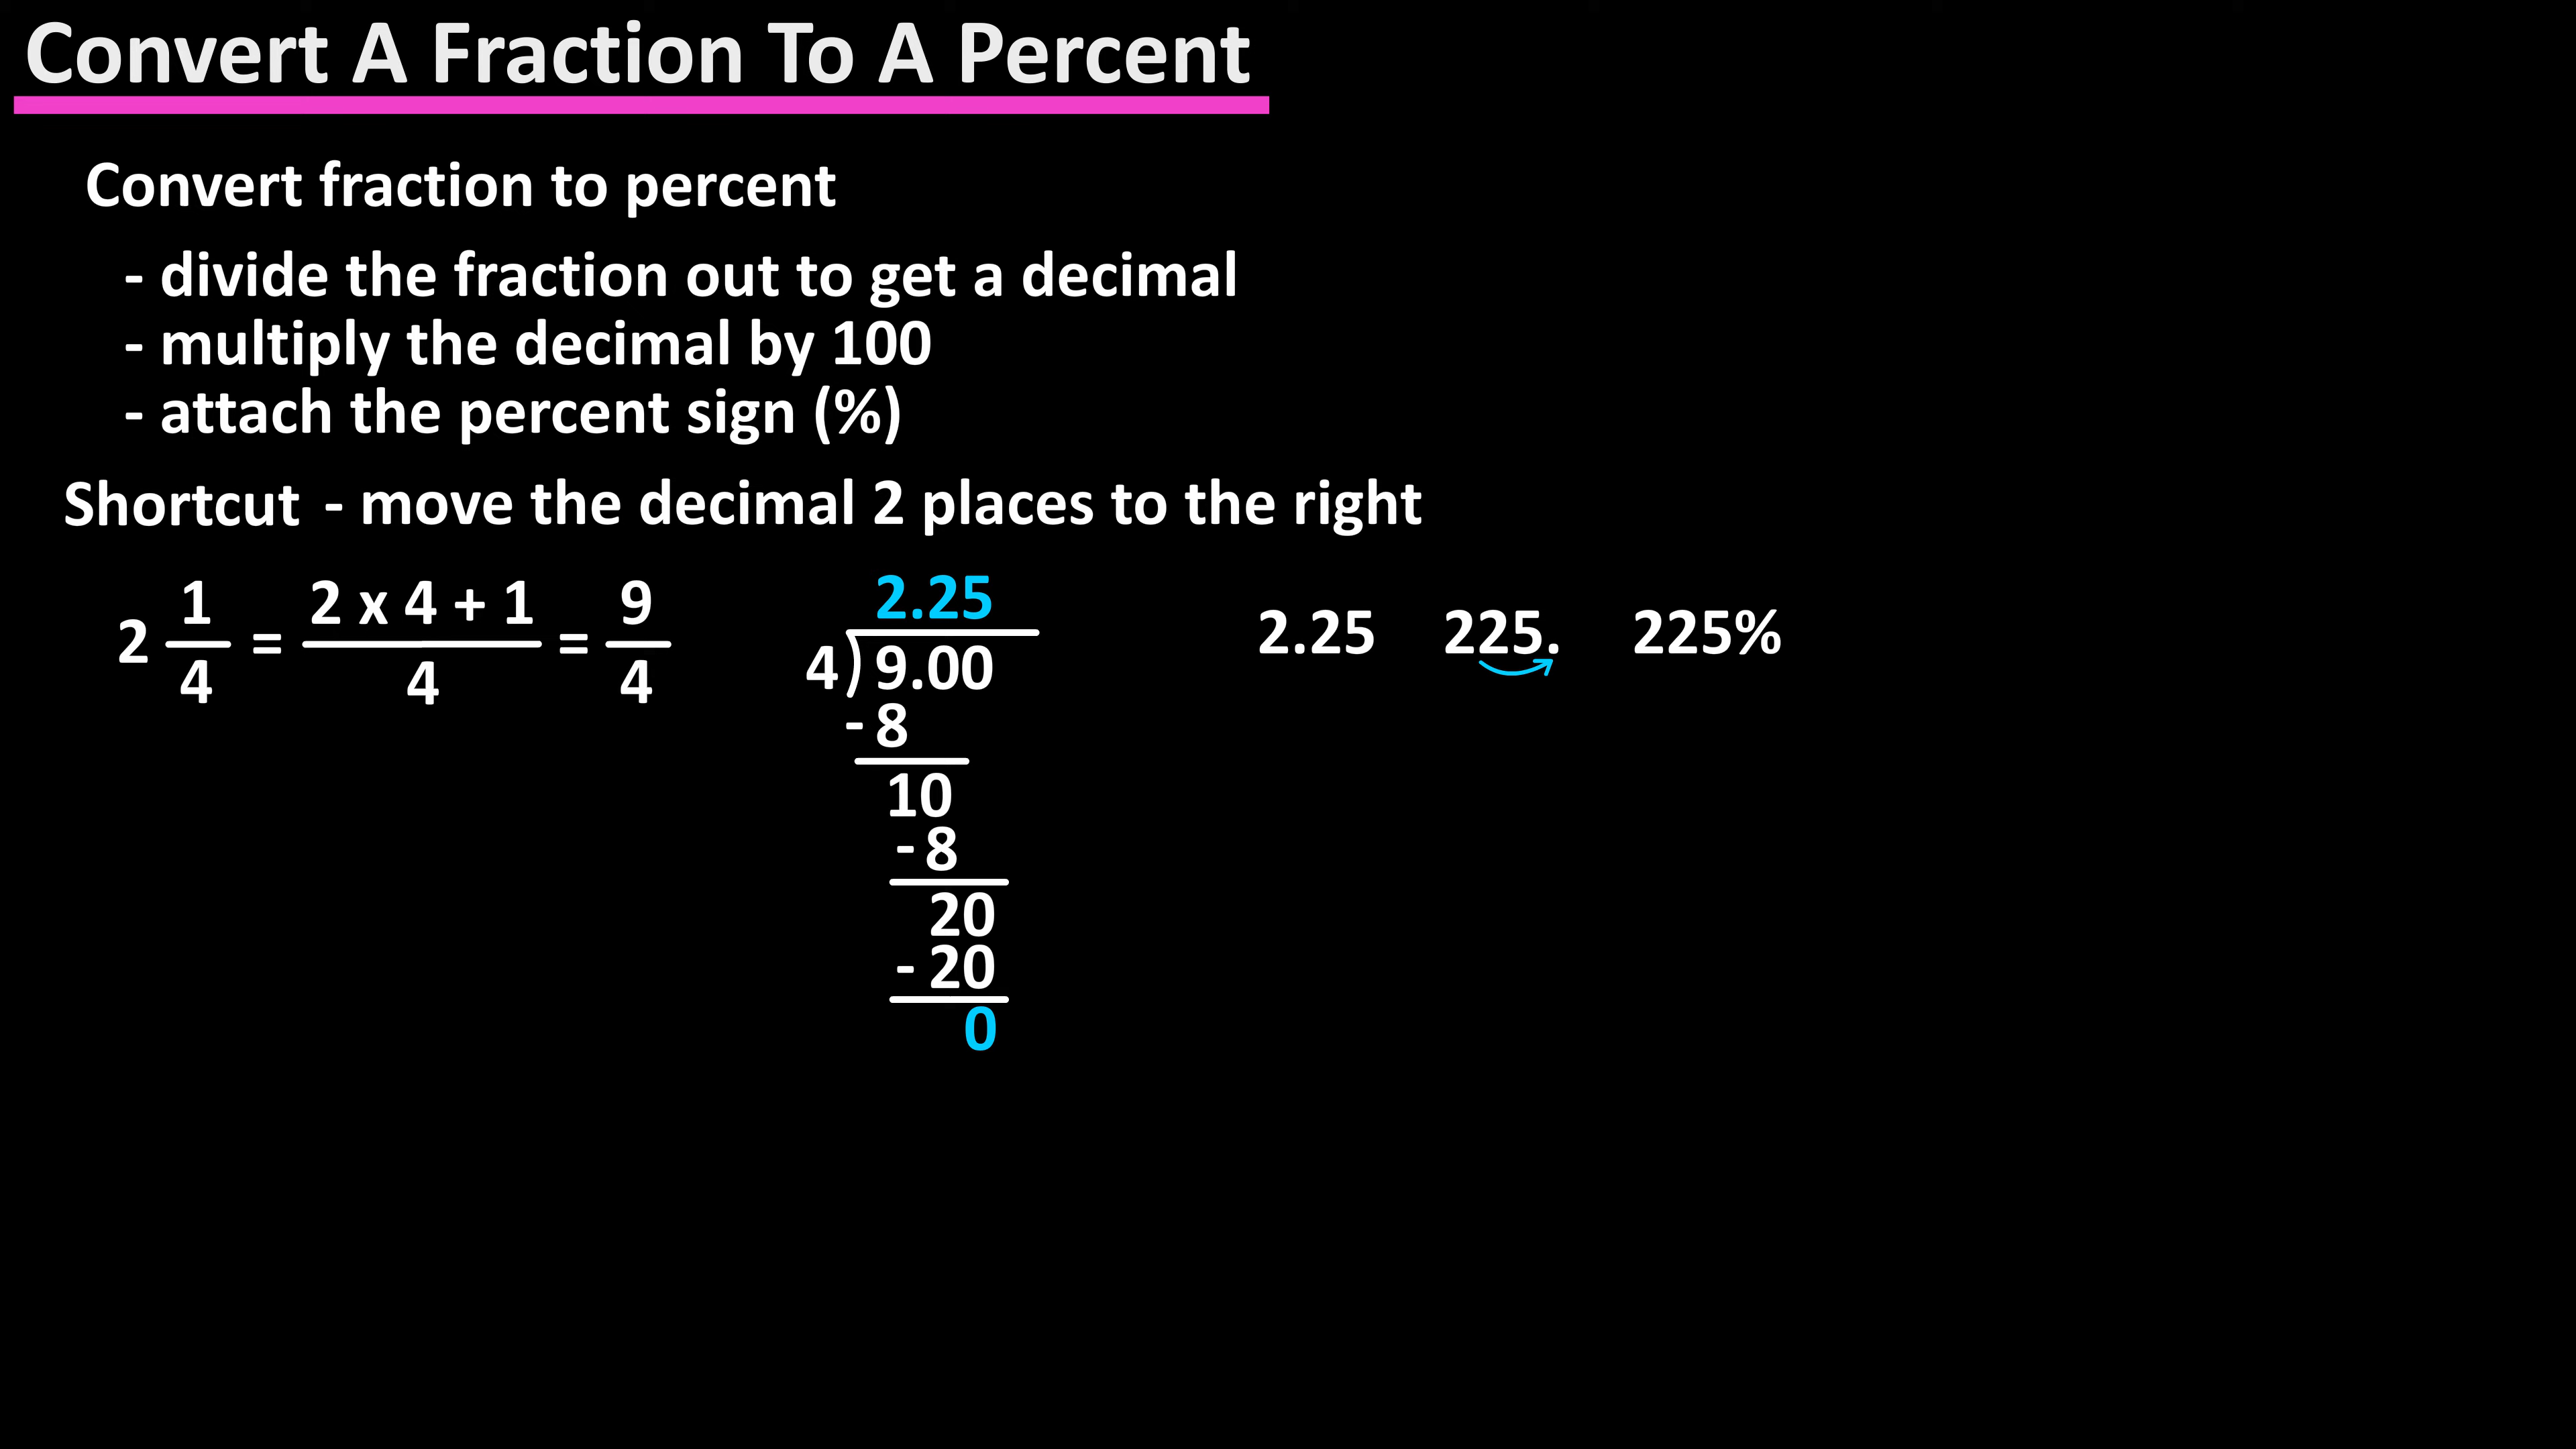 Convert A Fraction To A Percent
Convert fraction to percent
- divide the fraction out to get a decimal
- multiply the decimal by 100
- attach the percent sign (%)
Shortcut - move the decimal 2 places to the right
2 1/4 = (2 x 4 + 1)/4 = 9/4
2.25
4)9.00
-8
10
-8
20
-20
0
2.25 225. 225%